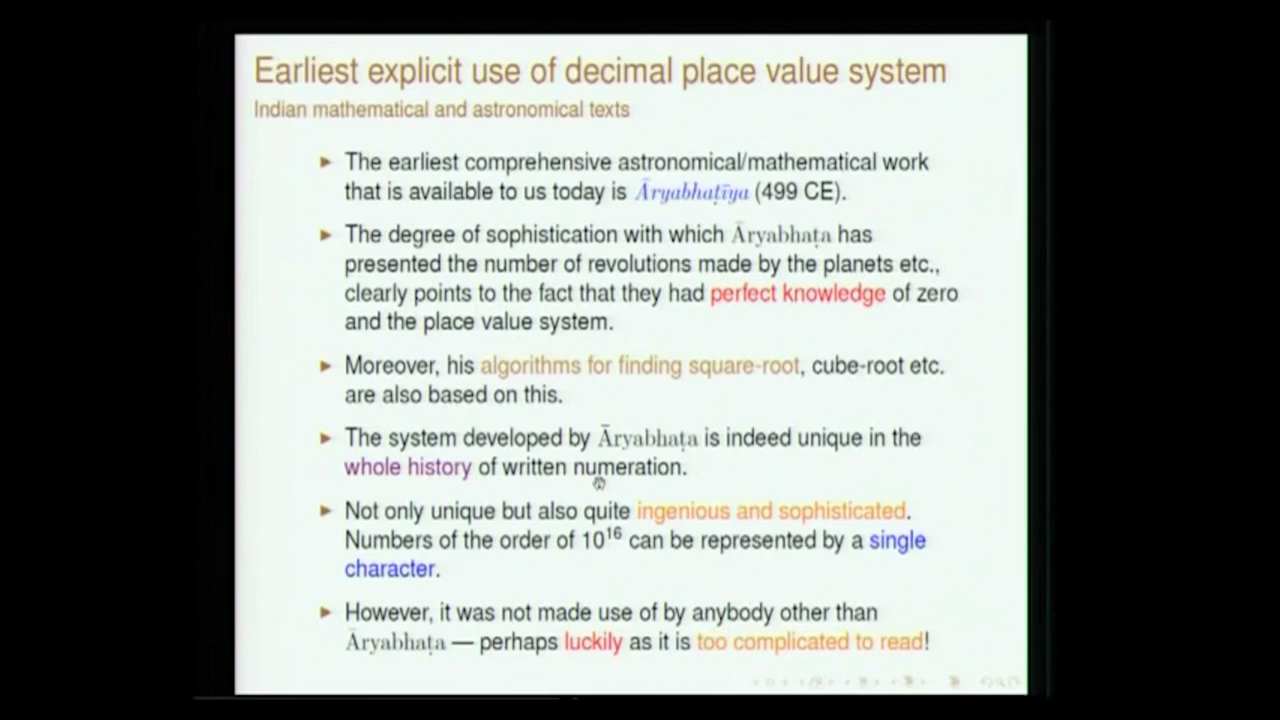 Earliest explicit use of decimal place value system
Indian mathematical and astronomical texts
► The earliest comprehensive astronomical/mathematical work
that is available to us today is Āryabhaṭīya (499 CE).
► The degree of sophistication with which Āryabhaṭa has
presented the number of revolutions made by the planets etc.,
clearly points to the fact that they had perfect knowledge of zero
and the place value system.
► Moreover, his algorithms for finding square-root, cube-root etc.
are also based on this.
► The system developed by Āryabhaṭa is indeed unique in the
whole history of written numeration.
► Not only unique but also quite ingenious and sophisticated.
Numbers of the order of 10¹⁶ can be represented by a single
character.
► However, it was not made use of by anybody other than
Āryabhaṭa — perhaps luckily as it is too complicated to read!